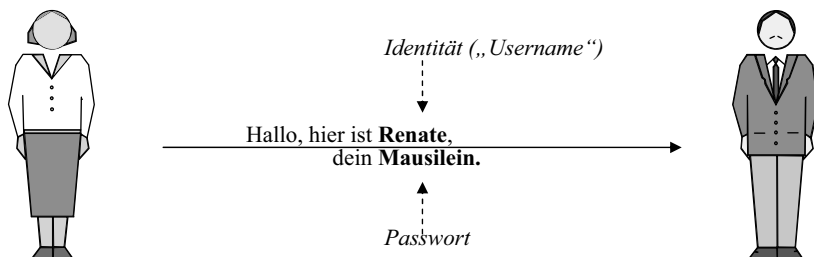 Identität („Username“)
Hallo, hier ist Renate,
dein Mausilein.
Passwort